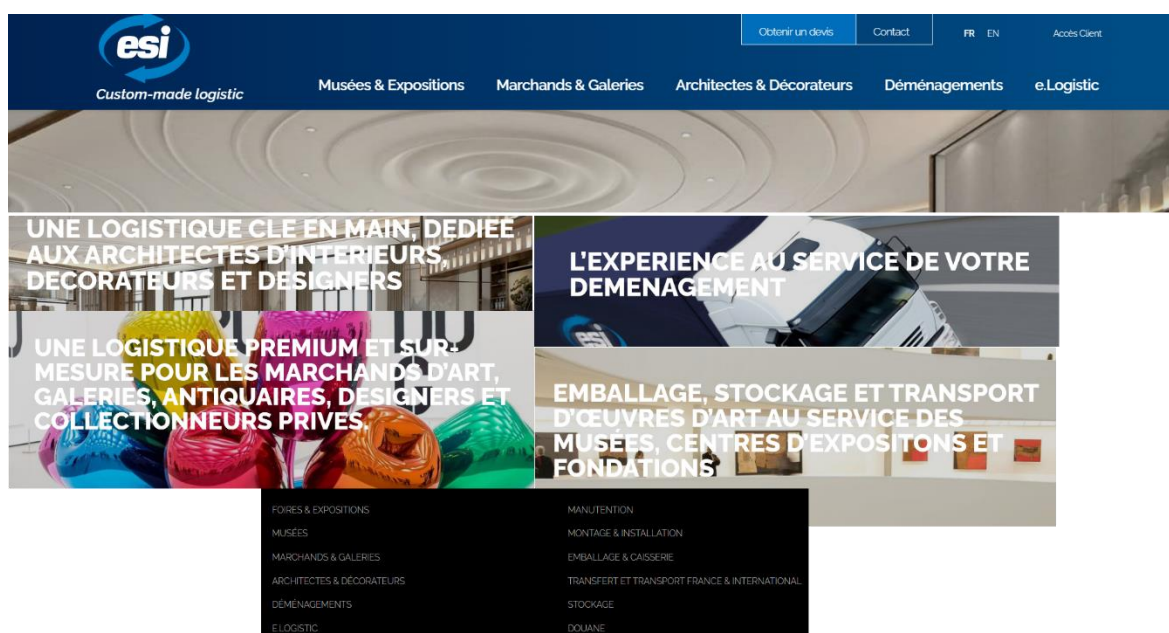 esi
Custom-made logistic
Obtenir un devis
Contact
FR EN
Accès Client
Musées & Expositions
Marchands & Galeries
Architectes & Décorateurs
Déménagements
e.Logistic
UNE LOGISTIQUE CLE EN MAIN, DEDIEE
AUX ARCHITECTES D'INTERIEURS,
DECORATEURS ET DESIGNERS
L'EXPERIENCE AU SERVICE DE VOTRE
DEMENAGEMENT
esi
UNE LOGISTIQUE PREMIUM ET SUR-
MESURE POUR LES MARCHANDS D'ART,
GALERIES, ANTIQUAIRES, DESIGNERS ET
COLLECTIONNEURS PRIVES.
EMBALLAGE, STOCKAGE ET TRANSPORT
D'ŒUVRES D'ART AU SERVICE DES
MUSÉES, CENTRES D'EXPOSITONS ET
FONDATIONS
FOIRES & EXPOSITIONS
MUSÉES
MARCHANDS & GALERIES
ARCHITECTES & DÉCORATEURS
DÉMÉNAGEMENTS
E.LOGISTIC
MANUTENTION
MONTAGE & INSTALLATION
EMBALLAGE & CAISSERIE
TRANSFERT ET TRANSPORT FRANCE & INTERNATIONAL
STOCKAGE
DOUANE